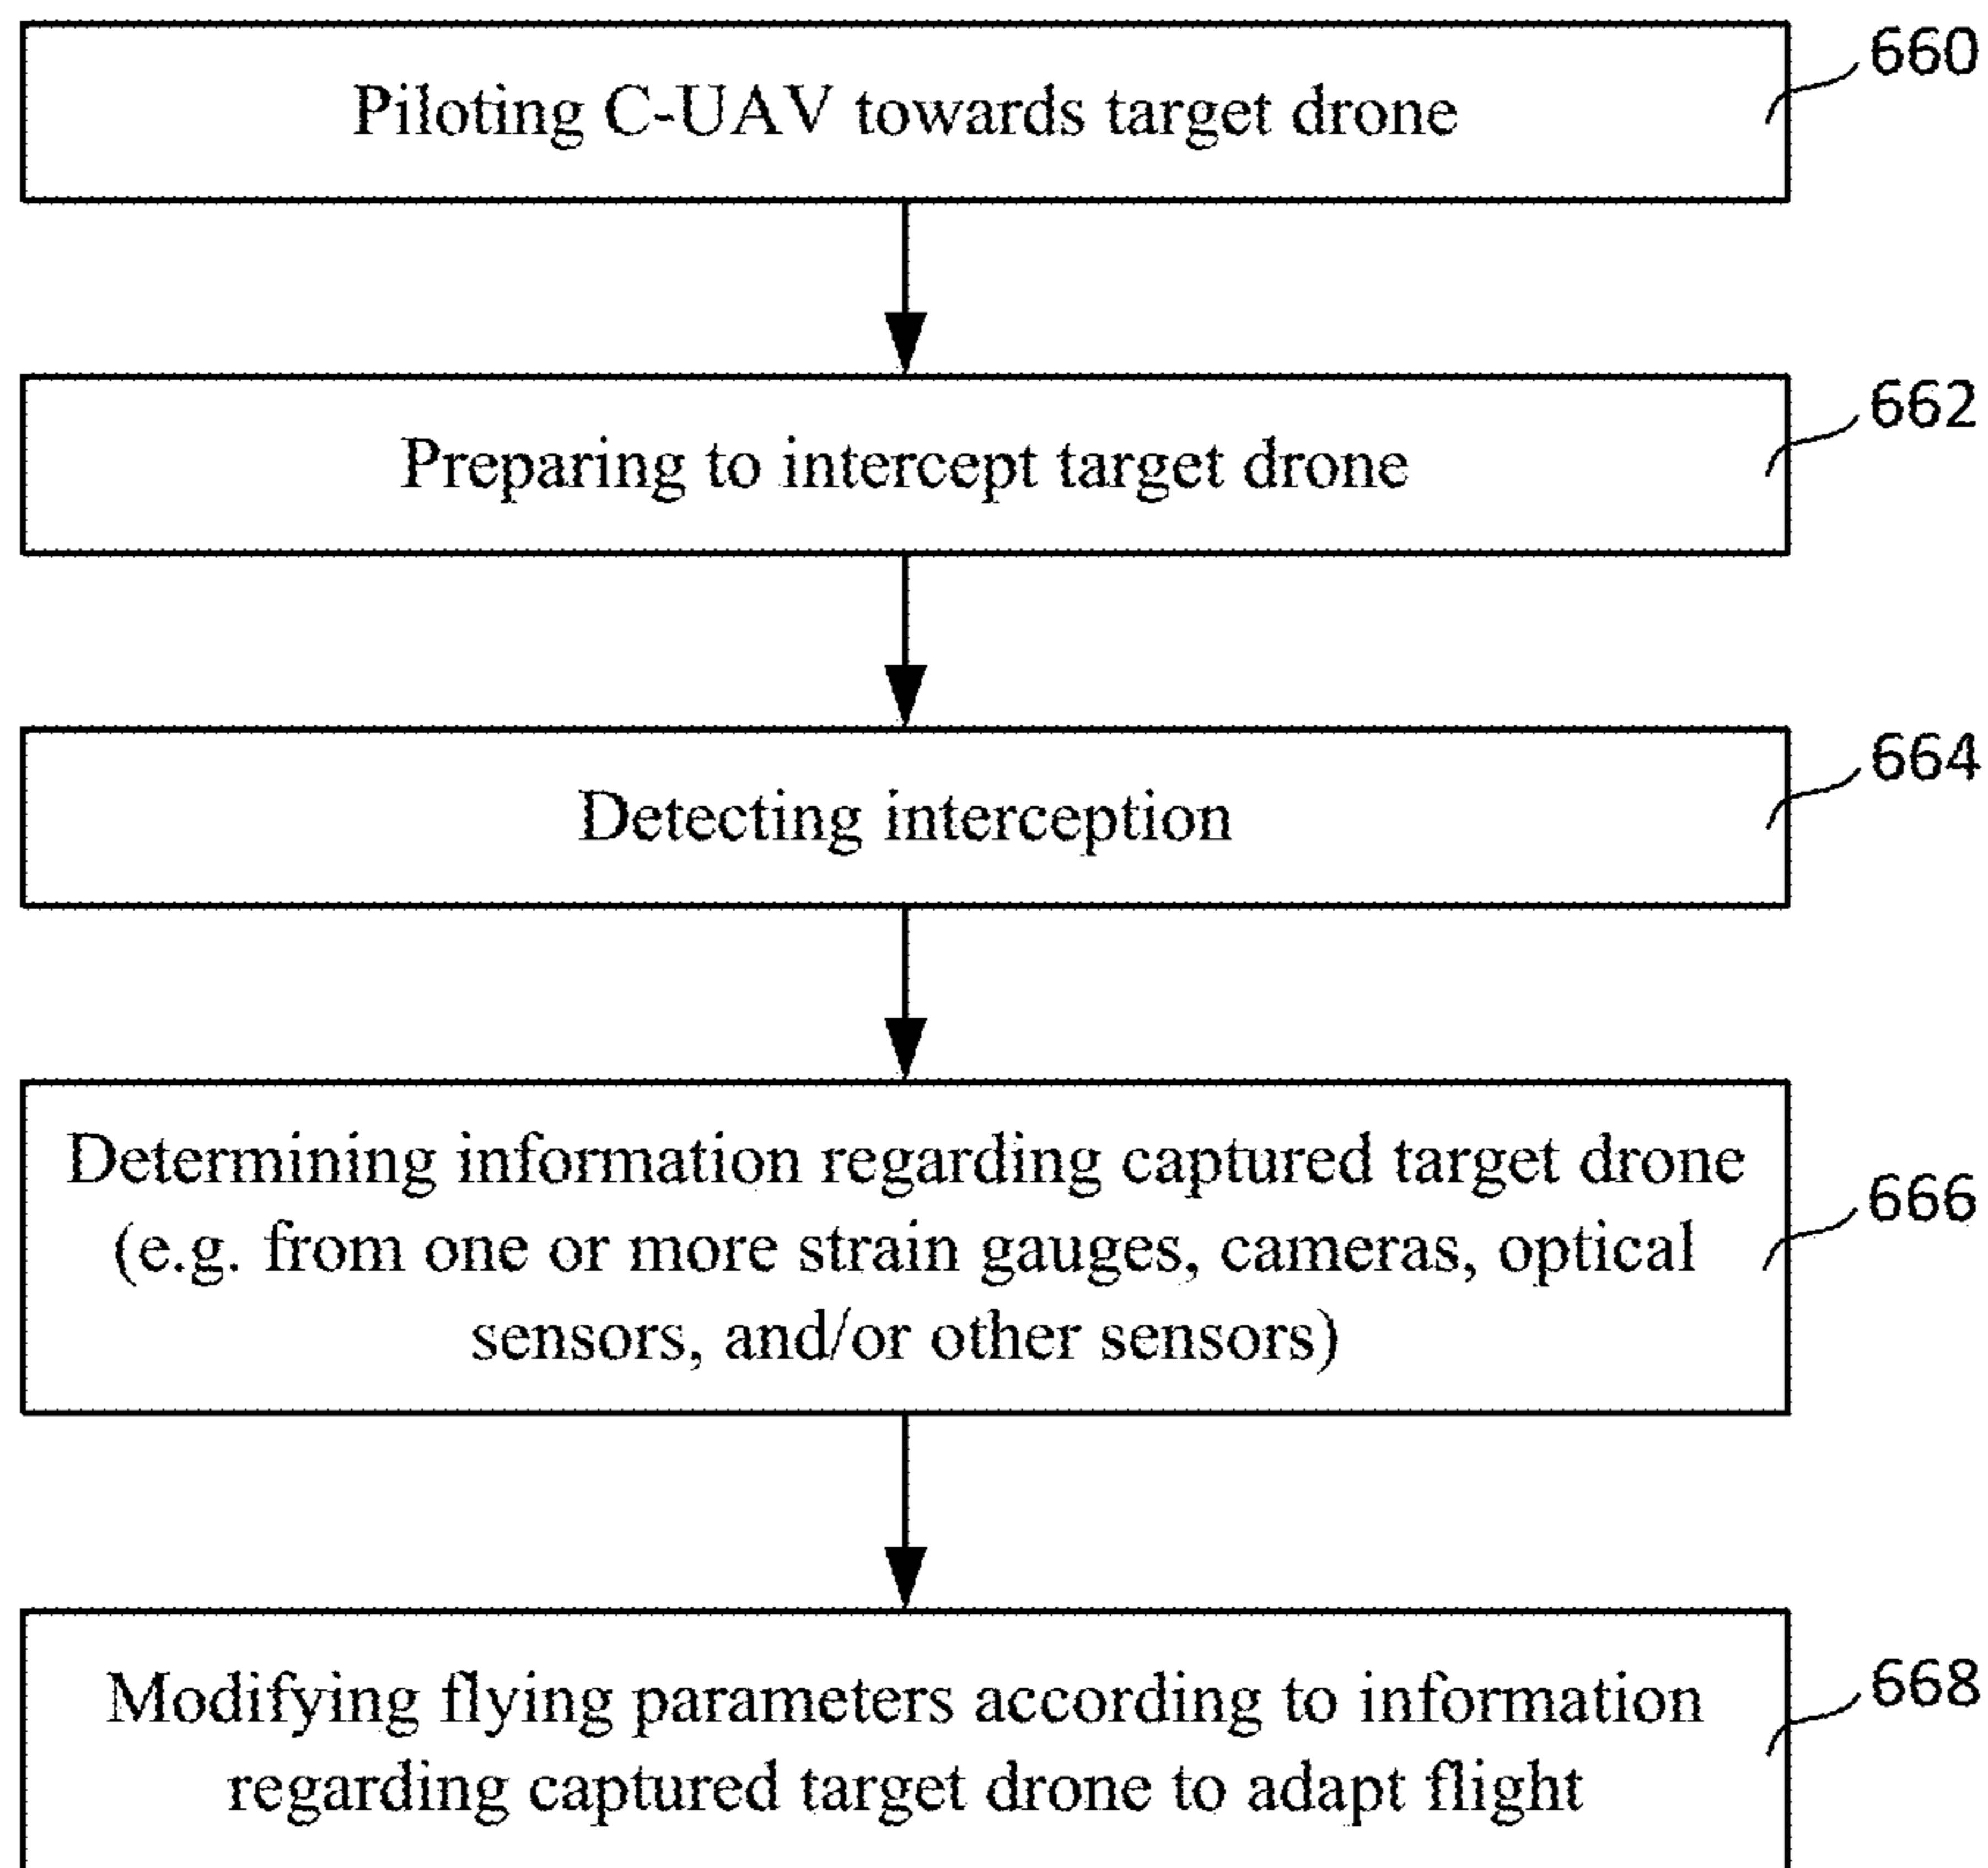 Piloting C-UAV towards target drone
660
Preparing to intercept target drone
662
Detecting interception
664
Determining information regarding captured target drone
(e.g. from one or more strain gauges, cameras, optical
sensors, and/or other sensors)
666
Modifying flying parameters according to information
regarding captured target drone to adapt flight
668